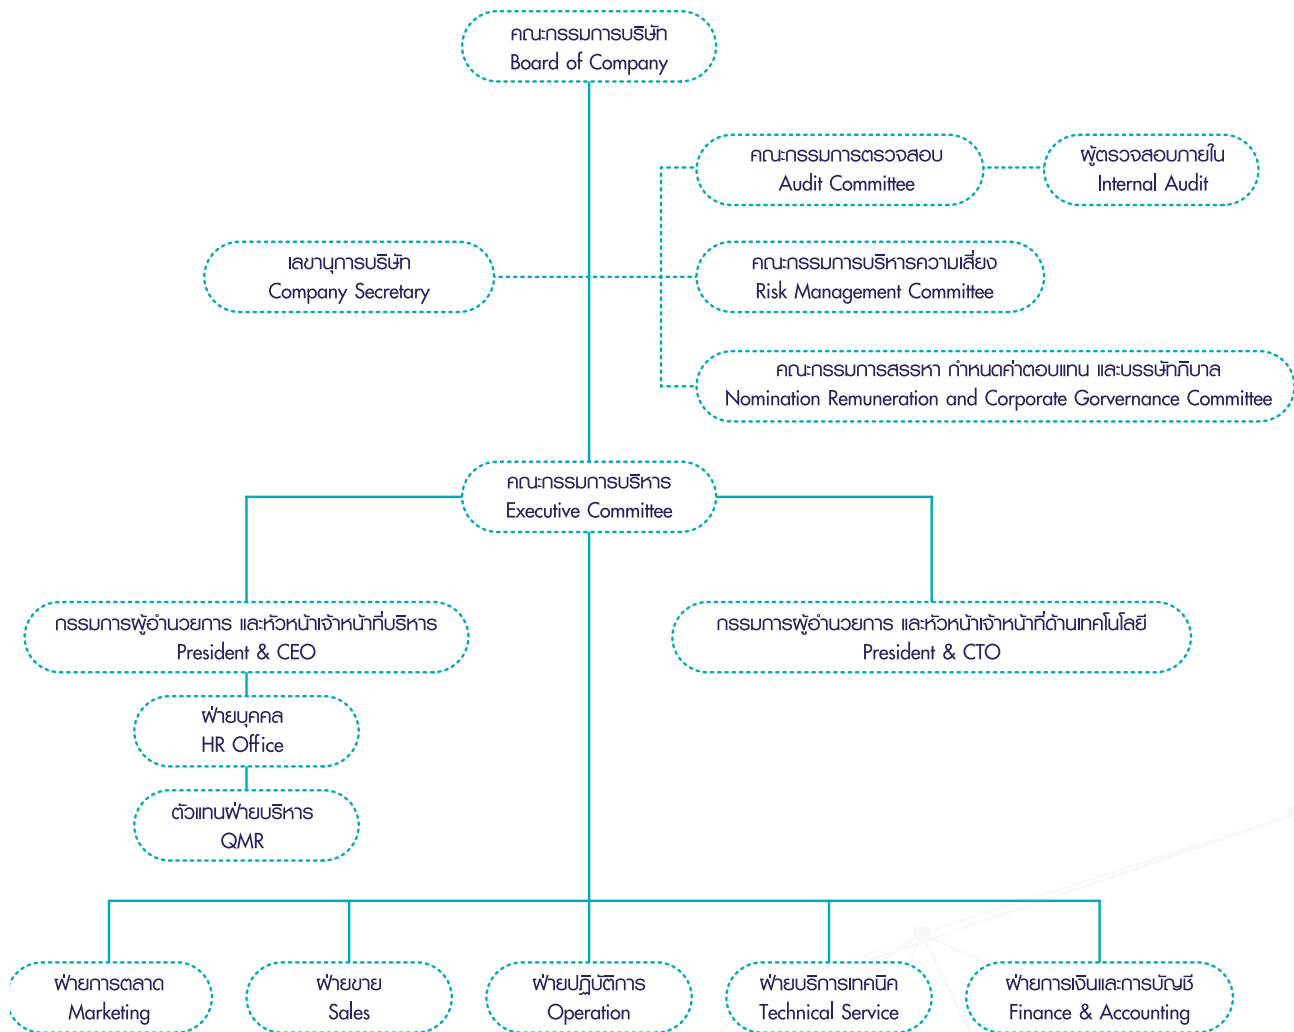 คณะกรรมการบริษัท
Board of Company
คณะกรรมการตรวจสอบ
Audit Committee
ผู้ตรวจสอบภายใน
Internal Audit
เลขานุการบริษัท
Company Secretary
คณะกรรมการบริหารความเสี่ยง
Risk Management Committee
คณะกรรมการสรรหา กำหนดค่าตอบแทน และบรรษัทภิบาล
Nomination Remuneration and Corporate Gorvernance Committee
คณะกรรมการบริหาร
Executive Committee
กรรมการผู้อำนวยการ และหัวหน้าเจ้าหน้าที่บริหาร
President & CEO
กรรมการผู้อำนวยการ และหัวหน้าเจ้าหน้าที่ด้านเทคโนโลยี
President & CTO
ฝ่ายบุคคล
HR Office
ตัวแทนฝ่ายบริหาร
QMR
ฝ่ายการตลาด
Marketing
ฝ่ายขาย
Sales
ฝ่ายปฏิบัติการ
Operation
ฝ่ายบริการเทคนิค
Technical Service
ฝ่ายการเงินและการบัญชี
Finance & Accounting